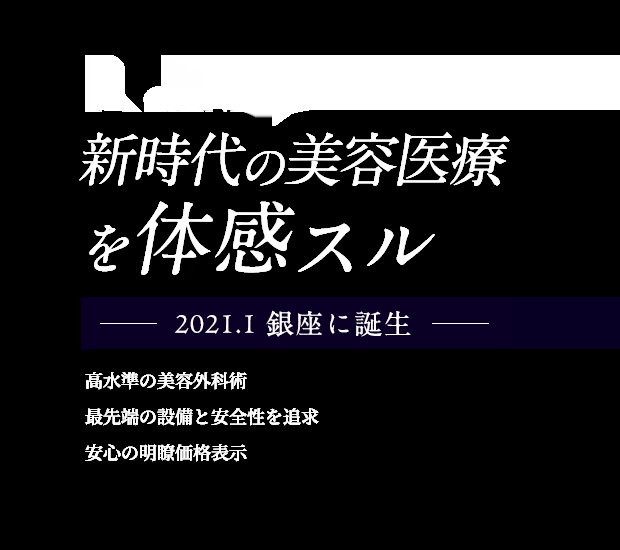 新時代の美容医療
を体感スル
2021.1 銀座に誕生
高水準の美容外科術
最先端の設備と安全性を追求
安心の明瞭価格表示